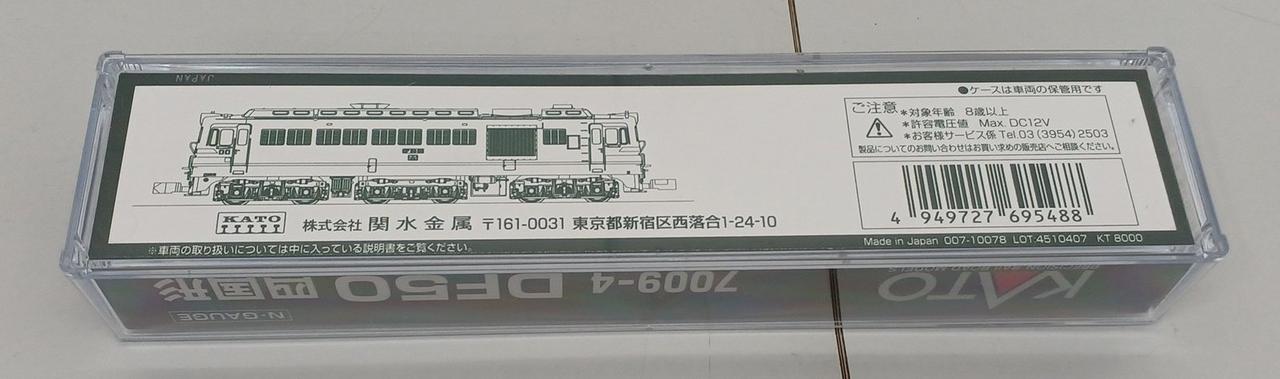 JAPAN
●ケースは車両の保管用です
ご注意
*対象年齢 8歳以上
*許容電圧値 Max. DC12V
*お客様サービス係 Tel.03 (3954) 2503
製品についてのお問い合わせはお買い求めの販売店へご相談ください。
4 949727 695488
KATO 株式会社 関水金属 〒161-0031 東京都新宿区西落合1-24-10
Made in Japan 007-10078 LOT:4510407 KT 8000
※車両の取り扱いについては中に入っている説明書をご覧ください。
KATO
PRECISION RAILROAD MODELS
7009-4 DF50 四国形
N-GAUGE